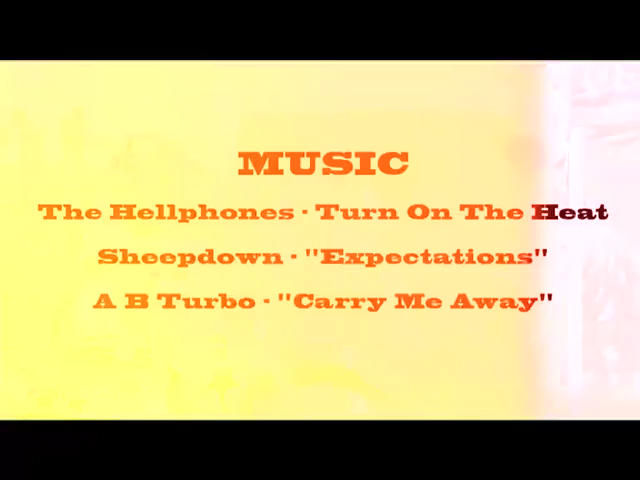 MUSIC
The Hellphones · Turn On The Heat
Sheepdown · "Expectations"
A B Turbo · "Carry Me Away"